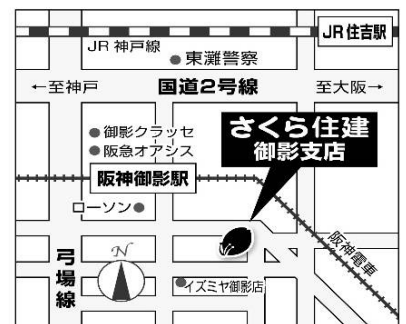 JR住吉駅
JR 神戸線
東灘警察
←至神戸
国道2号線
至大阪→
御影クラッセ
阪急オアシス
さくら住建
御影支店
阪神御影駅
ローソン
阪神電車
弓場線
N
イズミヤ御影店